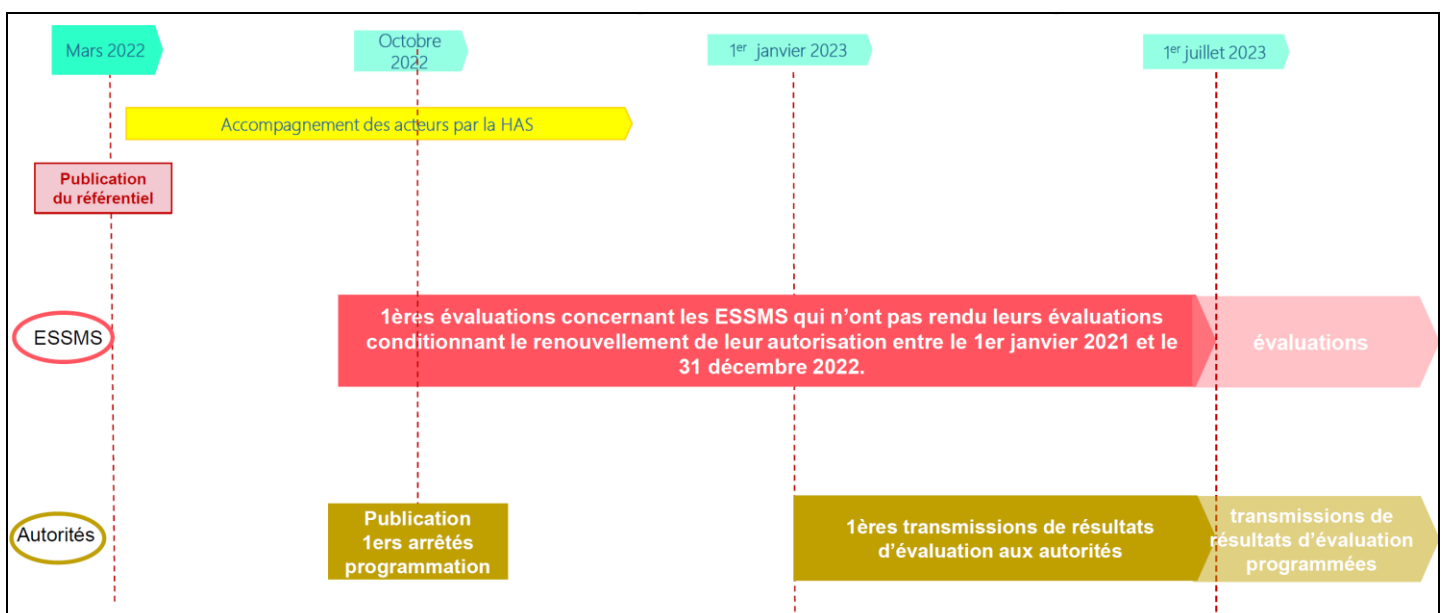 Mars 2022
Octobre
2022
1er janvier 2023
1er juillet 2023
Accompagnement des acteurs par la HAS
Publication
du référentiel
ESSMS
1ères évaluations concernant les ESSMS qui n’ont pas rendu leurs évaluations
conditionnant le renouvellement de leur autorisation entre le 1er janvier 2021 et le
31 décembre 2022.
évaluations
Autorités
Publication
1ers arrêtés
programmation
1ères transmissions de résultats
d’évaluation aux autorités
transmissions de
résultats d’évaluation
programmées